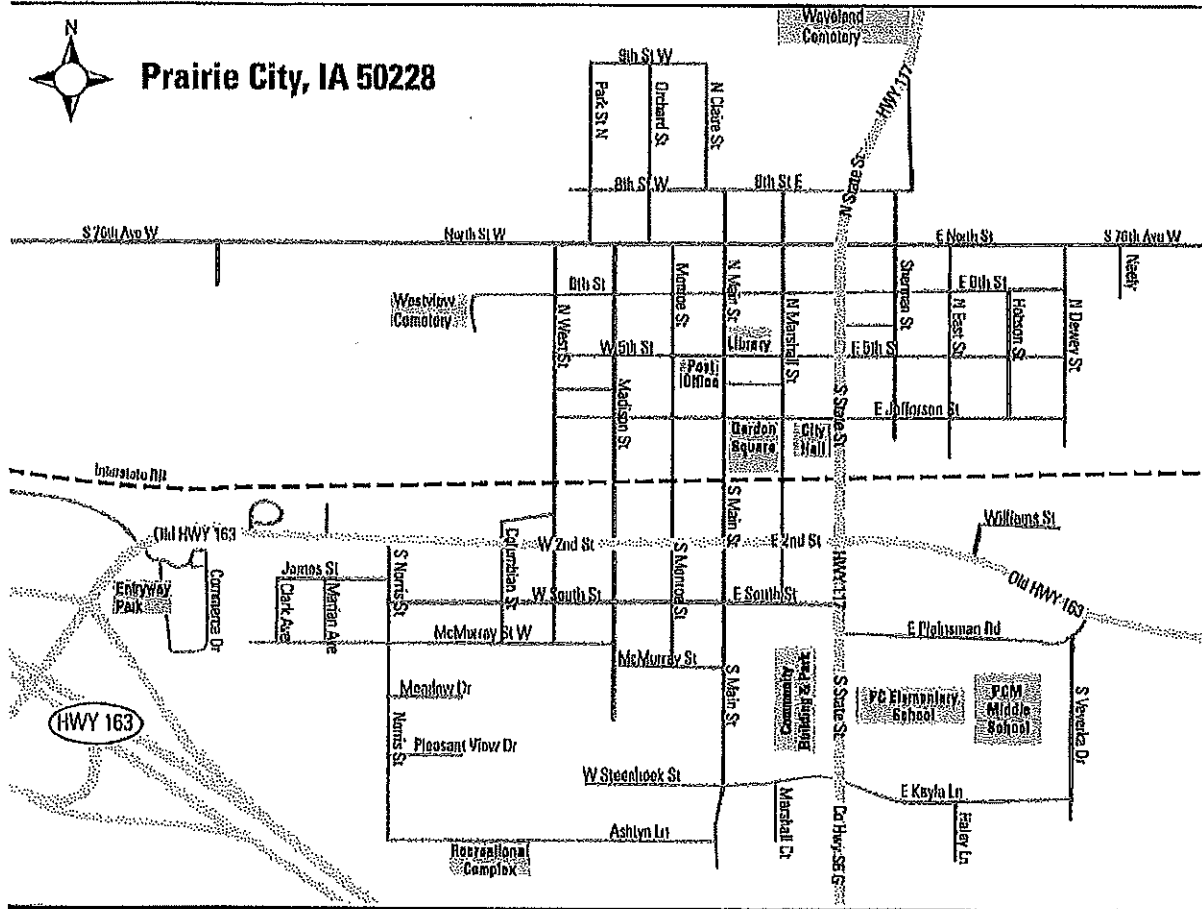 N
Prairie City, IA 50228
Waveland
Cemetery
HWY 117
9th St W
Park St N
Orchard St
N Claire St
8th St W
8th St E
N State St
S 76th Ave W
North St W
E North St
S 76th Ave W
Monroe St
N Main St
Sherman St
6th St
E 6th St
Westview
Cemetery
N West St
N Marshall St
N East St
Hobson St
N Dewey St
Library
W 5th St
E 5th S
Post
Office
Madison St
S State St
E Jefferson St
Garden
Square
City
Hall
Interstate RR
S Main St
Williams St
Old HWY 163
Columbian St
W 2nd St
E 2nd St
HWY 117
Old HWY 163
S Norris St
S Monroe St
James St
Entryway
Park
Commerce Dr
Clark Ave
Marian Ave
W South St
E South St
McMurray St W
E Plainsman Rd
McMurray St
S Main St
Community
Building & Park
S State St
PC Elementary
School
PCM
Middle
School
S Veverka Dr
Meadow Dr
HWY 163
Norris St
Pleasant View Dr
W Steenhoek St
Marshall Ct
E Kayla Ln
Haley Ln
Ashlyn Ln
Recreational
Complex
Co Hwy S6G